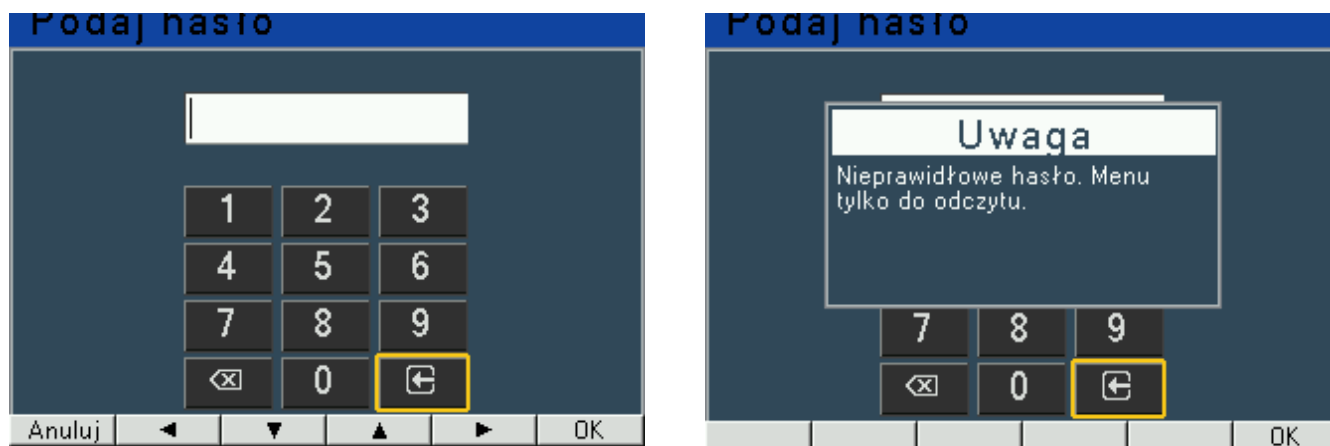 Podaj hasło
1 2 3
4 5 6
7 8 9
0
Anuluj ◄ ▼ ▲ ► OK
Podaj hasło
Uwaga
Nieprawidłowe hasło. Menu
tylko do odczytu.
7 8 9
0
OK